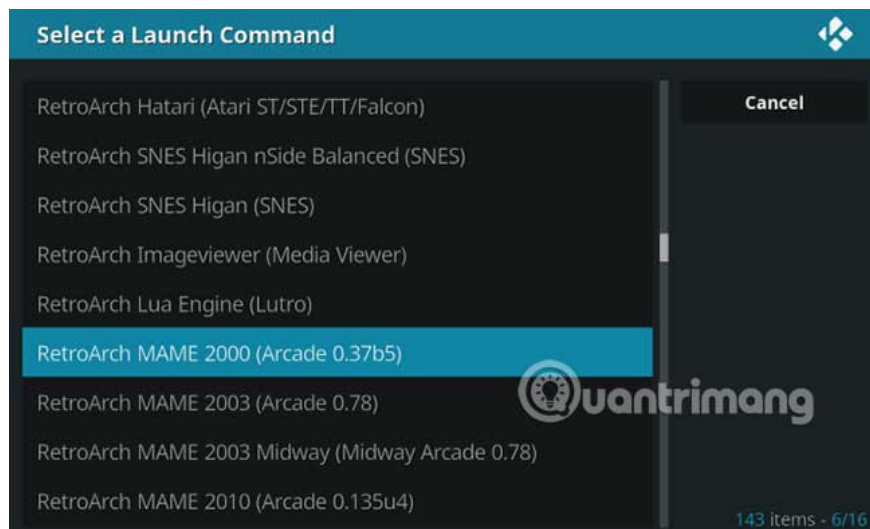 Select a Launch Command
RetroArch Hatari (Atari ST/STE/TT/Falcon)
Cancel
RetroArch SNES Higan nSide Balanced (SNES)
RetroArch SNES Higan (SNES)
RetroArch Imageviewer (Media Viewer)
RetroArch Lua Engine (Lutro)
RetroArch MAME 2000 (Arcade 0.37b5)
RetroArch MAME 2003 (Arcade 0.78)
Quantrimang
RetroArch MAME 2003 Midway (Midway Arcade 0.78)
RetroArch MAME 2010 (Arcade 0.135u4)
143 items - 6/16